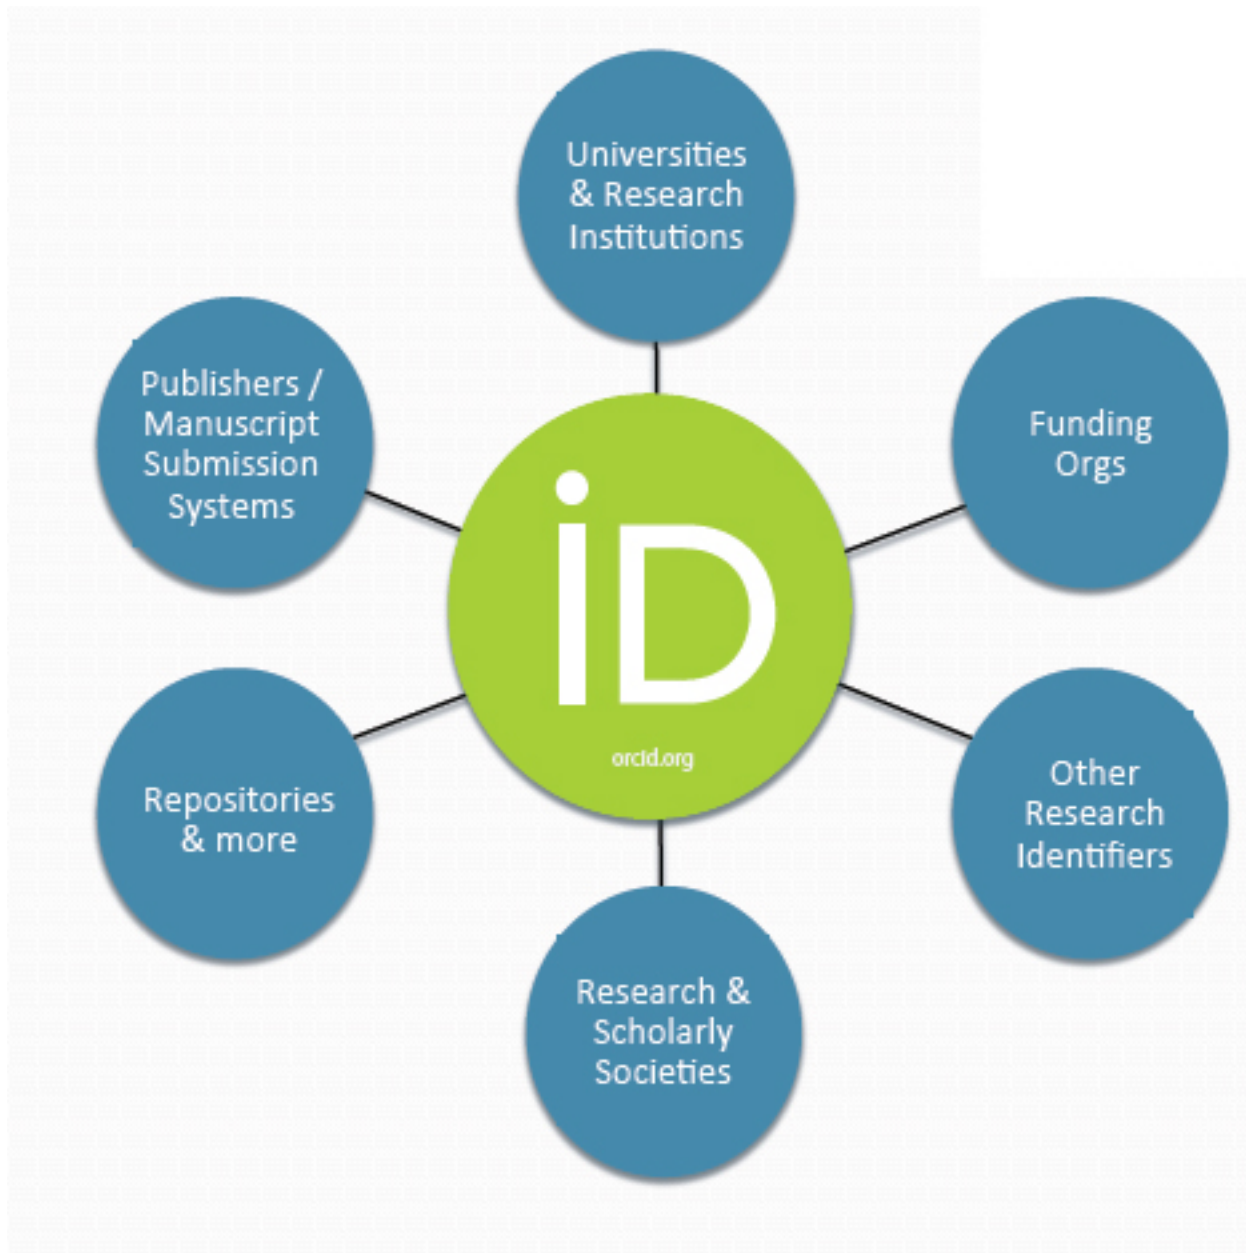 Universities
& Research
Institutions
Publishers /
Manuscript
Submission
Systems
Funding
Orgs
iD
orcid.org
Repositories
& more
Other
Research
Identifiers
Research &
Scholarly
Societies